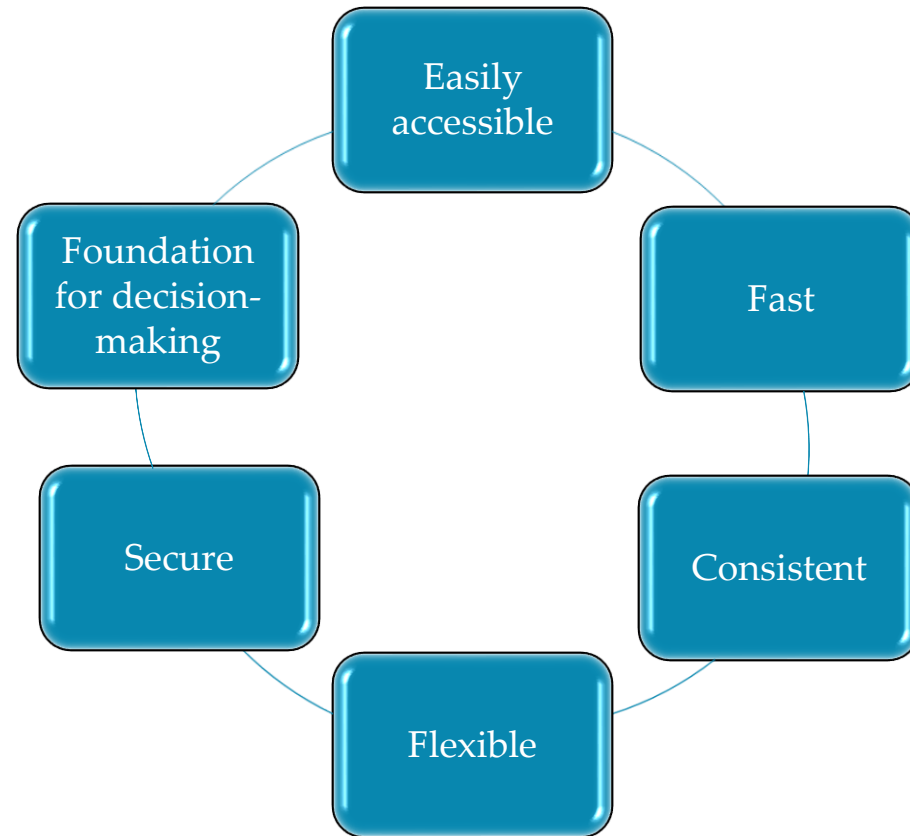 Easily
accessible
Fast
Consistent
Flexible
Secure
Foundation
for decision-
making